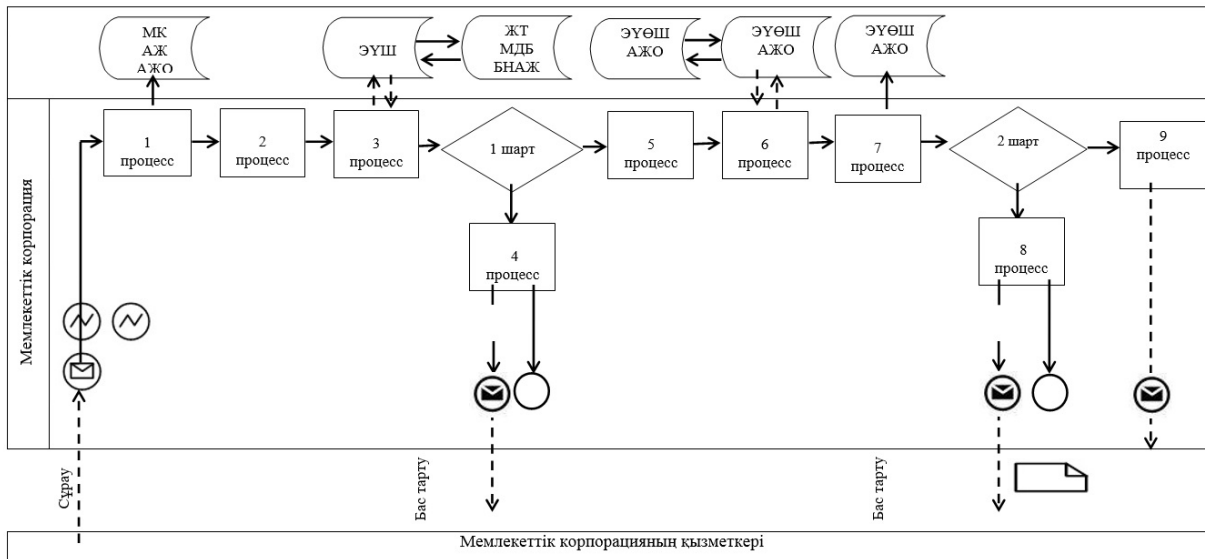 МК
АЖ
АЖО
ЭҮШ
ЖТ
МДБ
БНАЖ
ЭҮӨШ
АЖО
ЭҮӨШ
АЖО
ЭҮӨШ
АЖО
Мемлекеттік корпорация
1
процесс
2
процесс
3
процесс
1 шарт
5
процесс
6
процесс
7
процесс
2 шарт
9
процесс
4
процесс
8
процесс
Сұрау
Бас тарту
Бас тарту
Мемлекеттік корпорацияның қызметкері